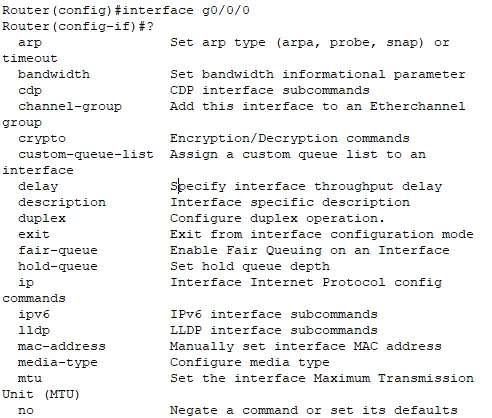 Router(config)#interface g0/0/0
Router(config-if)#?
  arp                Set arp type (arpa, probe, snap) or
timeout
  bandwidth          Set bandwidth informational parameter
  cdp                CDP interface subcommands
  channel-group      Add this interface to an Etherchannel
group
  crypto             Encryption/Decryption commands
  custom-queue-list  Assign a custom queue list to an
interface
  delay              Specify interface throughput delay
  description        Interface specific description
  duplex             Configure duplex operation.
  exit               Exit from interface configuration mode
  fair-queue         Enable Fair Queuing on an Interface
  hold-queue         Set hold queue depth
  ip                 Interface Internet Protocol config
commands
  ipv6               IPv6 interface subcommands
  lldp               LLDP interface subcommands
  mac-address        Manually set interface MAC address
  media-type         Configure media type
  mtu                Set the interface Maximum Transmission
Unit (MTU)
  no                 Negate a command or set its defaults